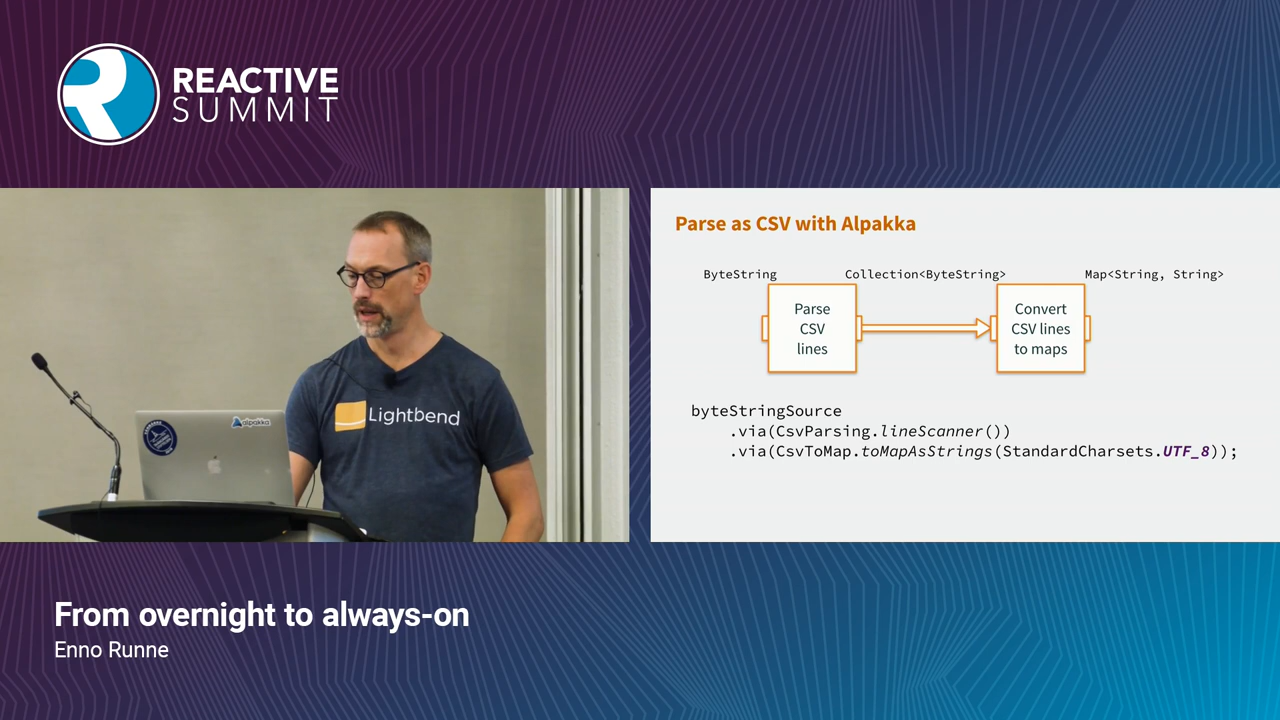 REACTIVE
SUMMIT
Lightbend
alpakka
Parse as CSV with Alpakka
ByteString
Collection<ByteString>
Map<String, String>
Parse
CSV
lines
Convert
CSV lines
to maps
byteStringSource
.via(CsvParsing.lineScanner())
.via(CsvToMap.toMapAsStrings(StandardCharsets.UTF_8));
From overnight to always-on
Enno Runne